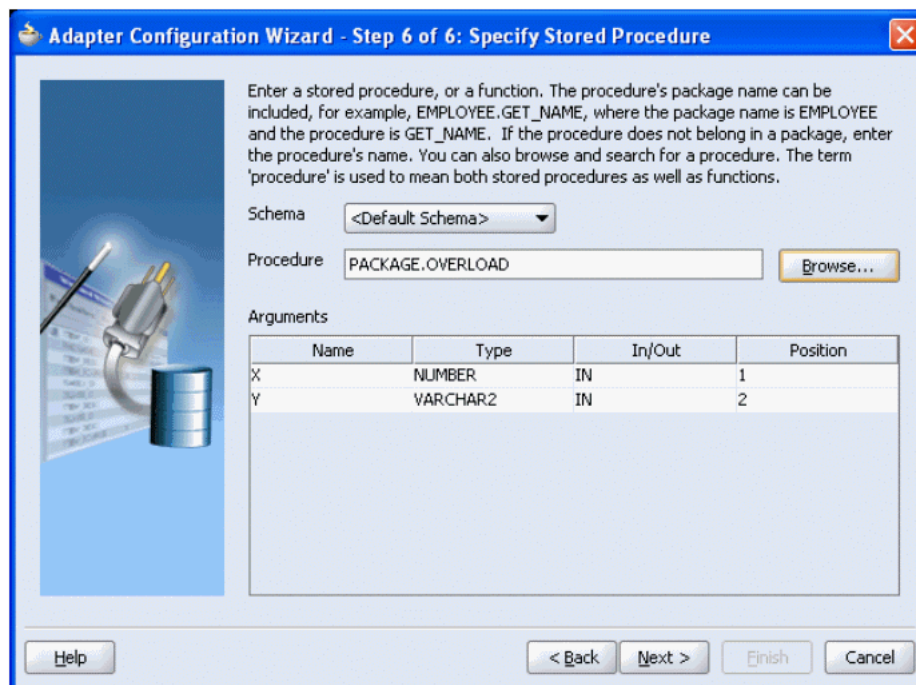 Adapter Configuration Wizard - Step 6 of 6: Specify Stored Procedure
Enter a stored procedure, or a function. The procedure's package name can be
included, for example, EMPLOYEE.GET_NAME, where the package name is EMPLOYEE
and the procedure is GET_NAME. If the procedure does not belong in a package, enter
the procedure's name. You can also browse and search for a procedure. The term
'procedure' is used to mean both stored procedures as well as functions.
Schema <Default Schema>
Procedure PACKAGE.OVERLOAD Browse...
Arguments
Name Type In/Out Position
X NUMBER IN 1
Y VARCHAR2 IN 2
Help < Back Next > Finish Cancel